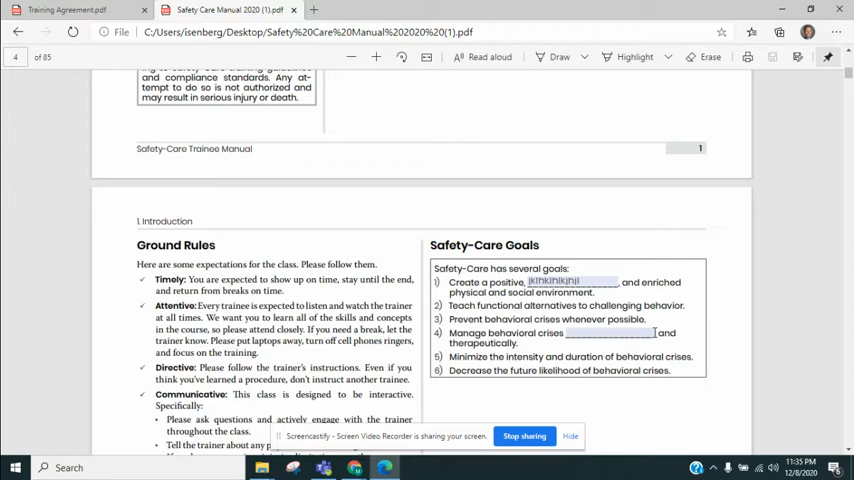 Training Agreement.pdf
Safety Care Manual 2020 (1).pdf
File
C:/Users/isenberg/Desktop/Safety%20Care%20Manual%202020%20(1).pdf
4
of 85
Read aloud
Draw
Highlight
Erase
ing to Safety-Care training guidelines
and compliance standards. Any at-
tempt to do so is not authorized and
may result in serious injury or death.
Safety-Care Trainee Manual
1
1. Introduction
Ground Rules
Here are some expectations for the class. Please follow them.
✓ Timely: You are expected to show up on time, stay until the end,
and return from breaks on time.
✓ Attentive: Every trainee is expected to listen and watch the trainer
at all times. We want you to learn all of the skills and concepts
in the course, so please attend closely. If you need a break, let the
trainer know. Please put laptops away, turn off cell phones ringers,
and focus on the training.
✓ Directive: Please follow the trainer's instructions. Even if you
think you've learned a procedure, don't instruct another trainee.
✓ Communicative: This class is designed to be interactive.
Specifically:
• Please ask questions and actively engage with the trainer
throughout the class.
• Tell the trainer about any
Safety-Care Goals
Safety-Care has several goals:
1) Create a positive, , and enriched
physical and social environment.
2) Teach functional alternatives to challenging behavior.
3) Prevent behavioral crises whenever possible.
4) Manage behavioral crises and
therapeutically.
5) Minimize the intensity and duration of behavioral crises.
6) Decrease the future likelihood of behavioral crises.
Screencastify - Screen Video Recorder is sharing your screen.
Stop sharing
Hide
Search
11:35 PM
12/8/2020